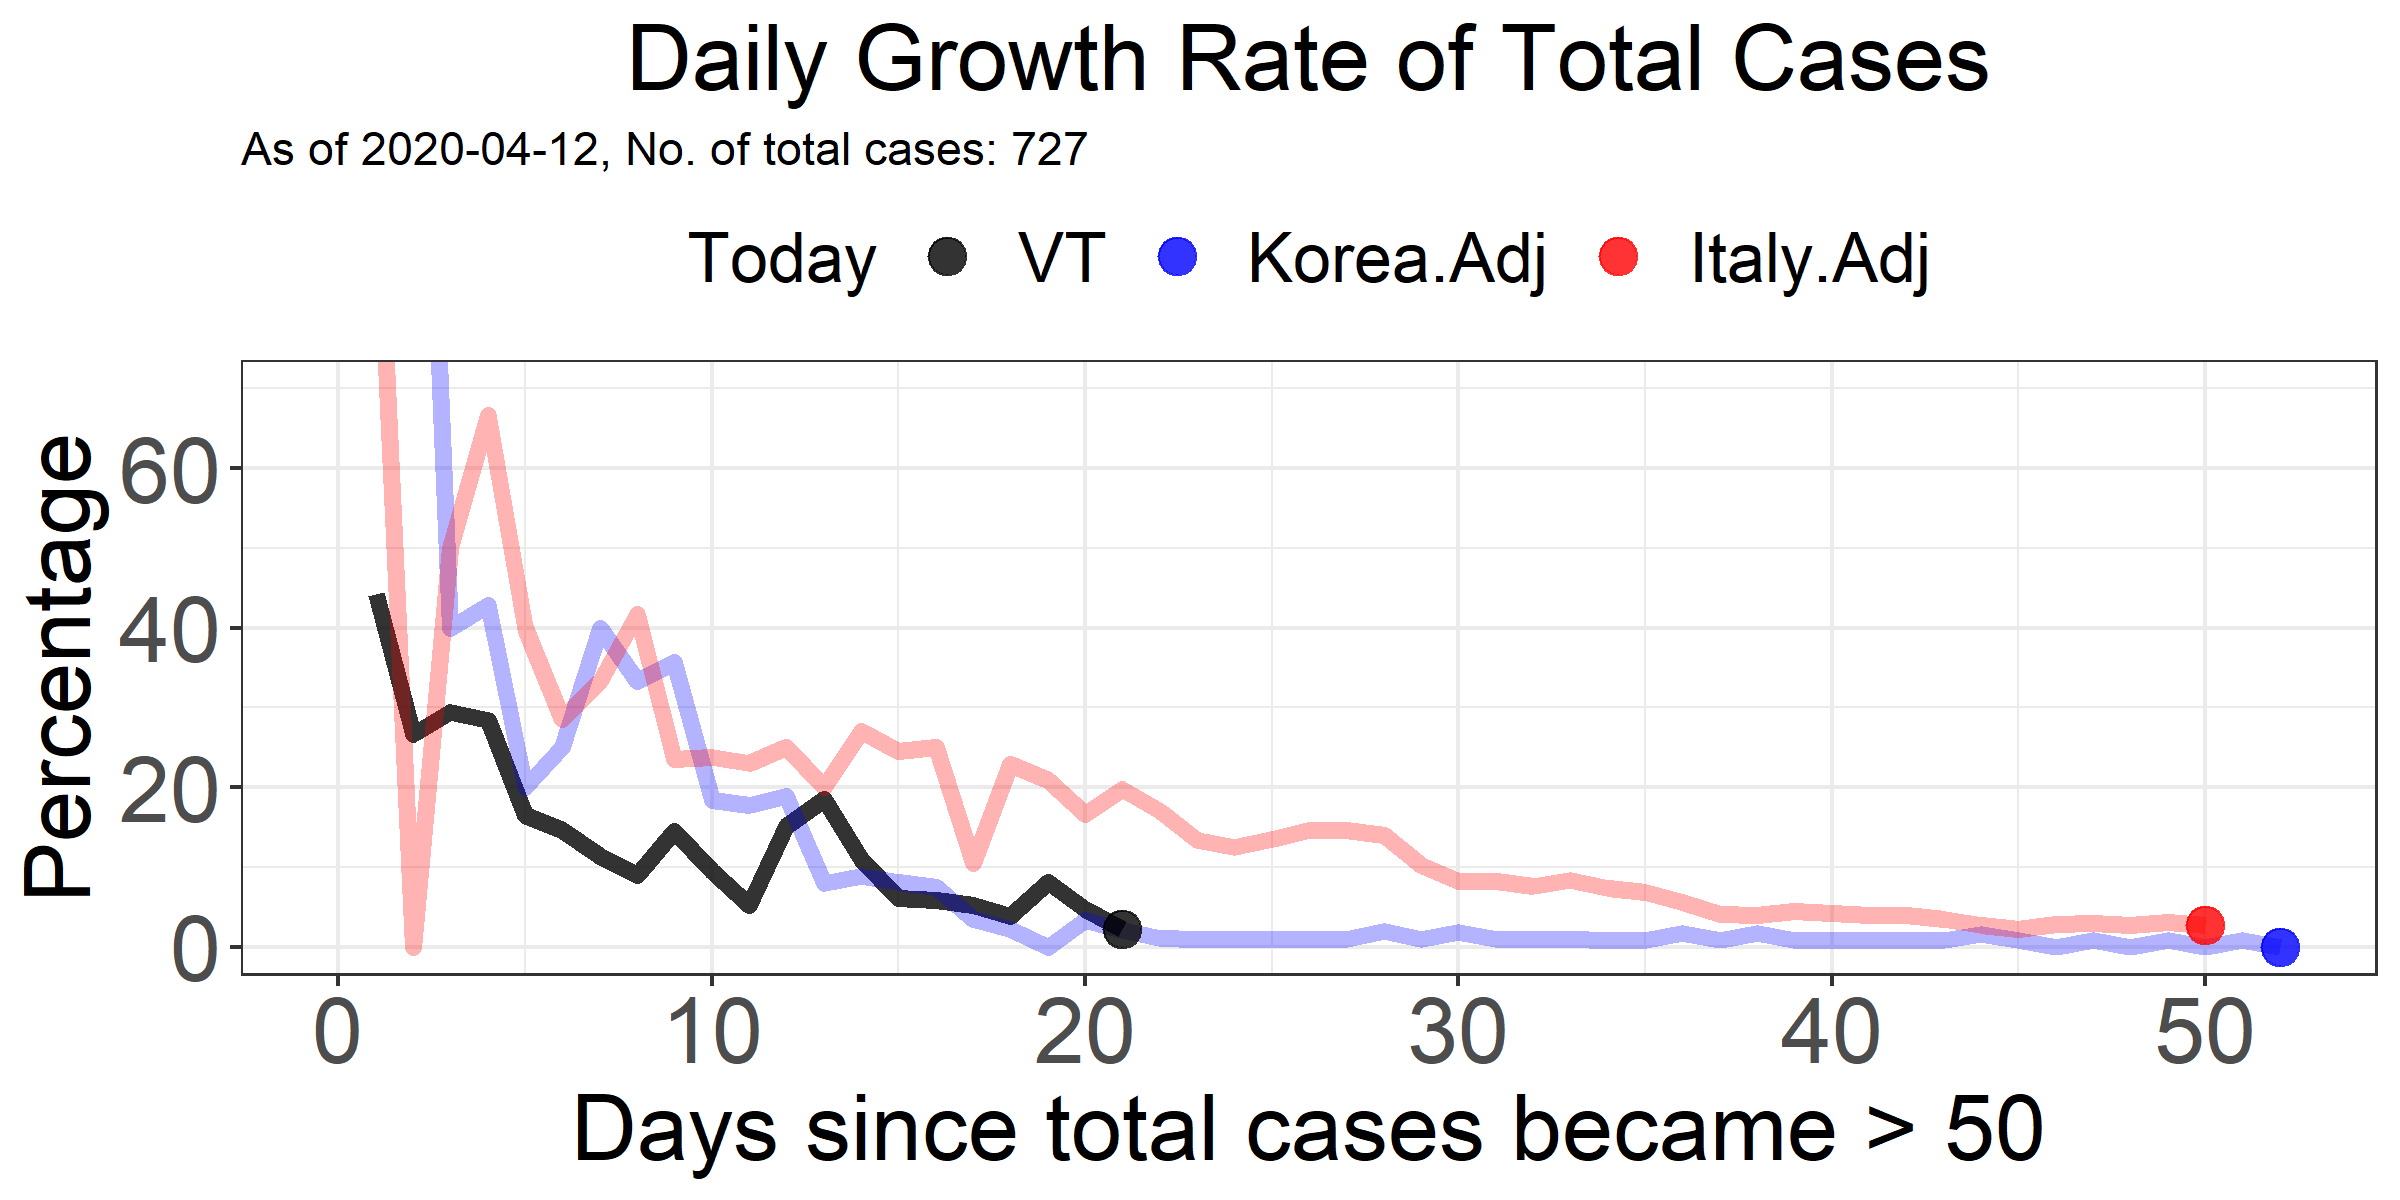 Daily Growth Rate of Total Cases
As of 2020-04-12, No. of total cases: 727
Today VT Korea.Adj Italy.Adj
Percentage
60
40
20
0
0 10 20 30 40 50
Days since total cases became > 50